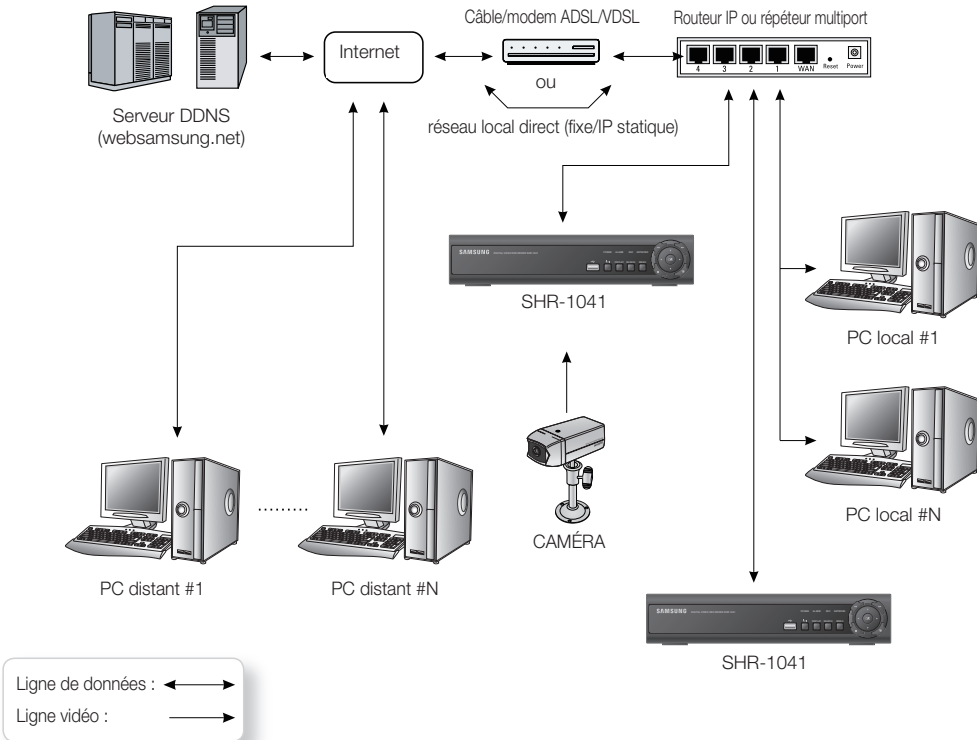 Câble/modem ADSL/VDSL
Routeur IP ou répéteur multiport
Internet
4 3 2 1 WAN Reset Power
ou
Serveur DDNS
(websamsung.net)
réseau local direct (fixe/IP statique)
SAMSUNG
SHR-1041
PC local #1
PC local #N
CAMÉRA
PC distant #1
.........
PC distant #N
SAMSUNG
SHR-1041
Ligne de données :
Ligne vidéo :